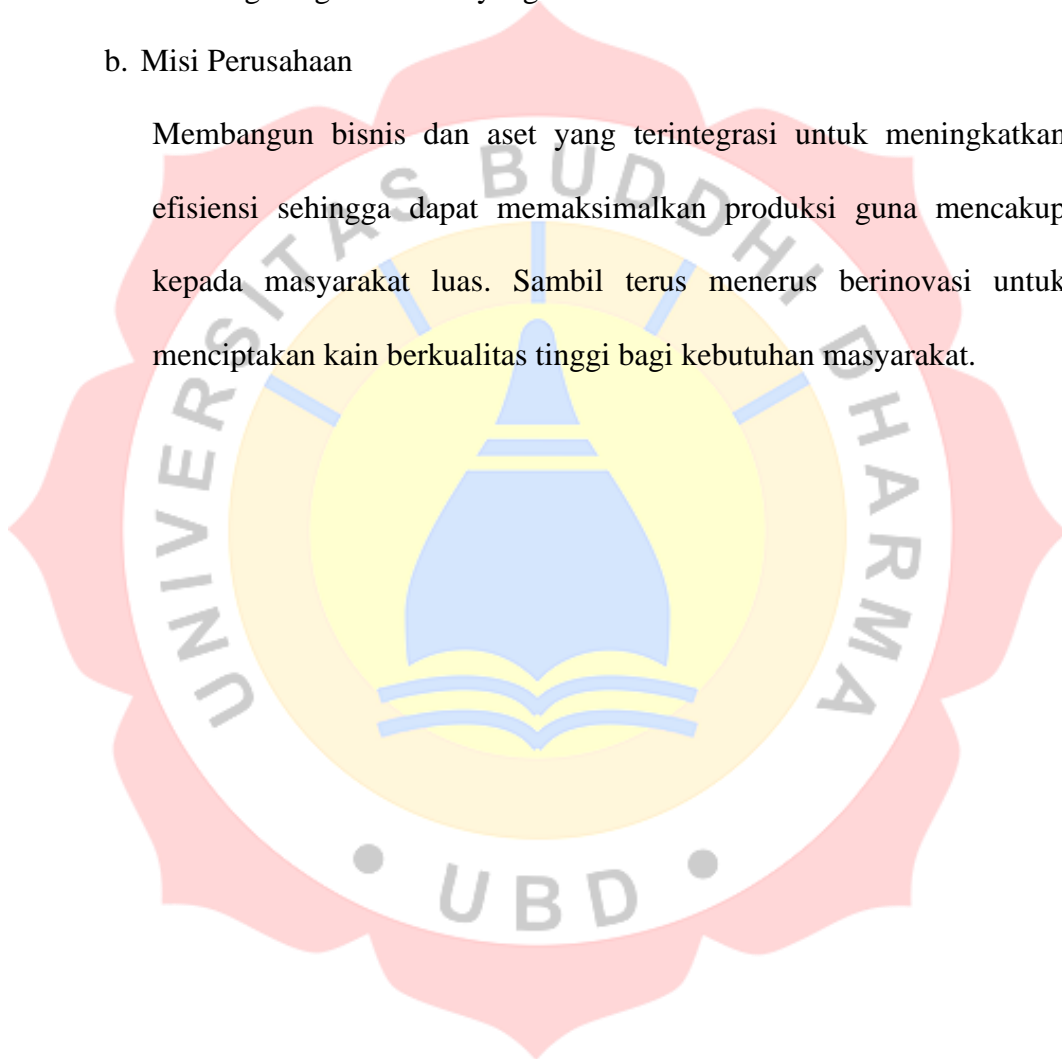 b. Misi Perusahaan
Membangun bisnis dan aset yang terintegrasi untuk meningkatkan
efisiensi sehingga dapat memaksimalkan produksi guna mencakup
kepada masyarakat luas. Sambil terus menerus berinovasi untuk
menciptakan kain berkualitas tinggi bagi kebutuhan masyarakat.
UNIVERSITAS BUDDHI DHARMA
• UBD •